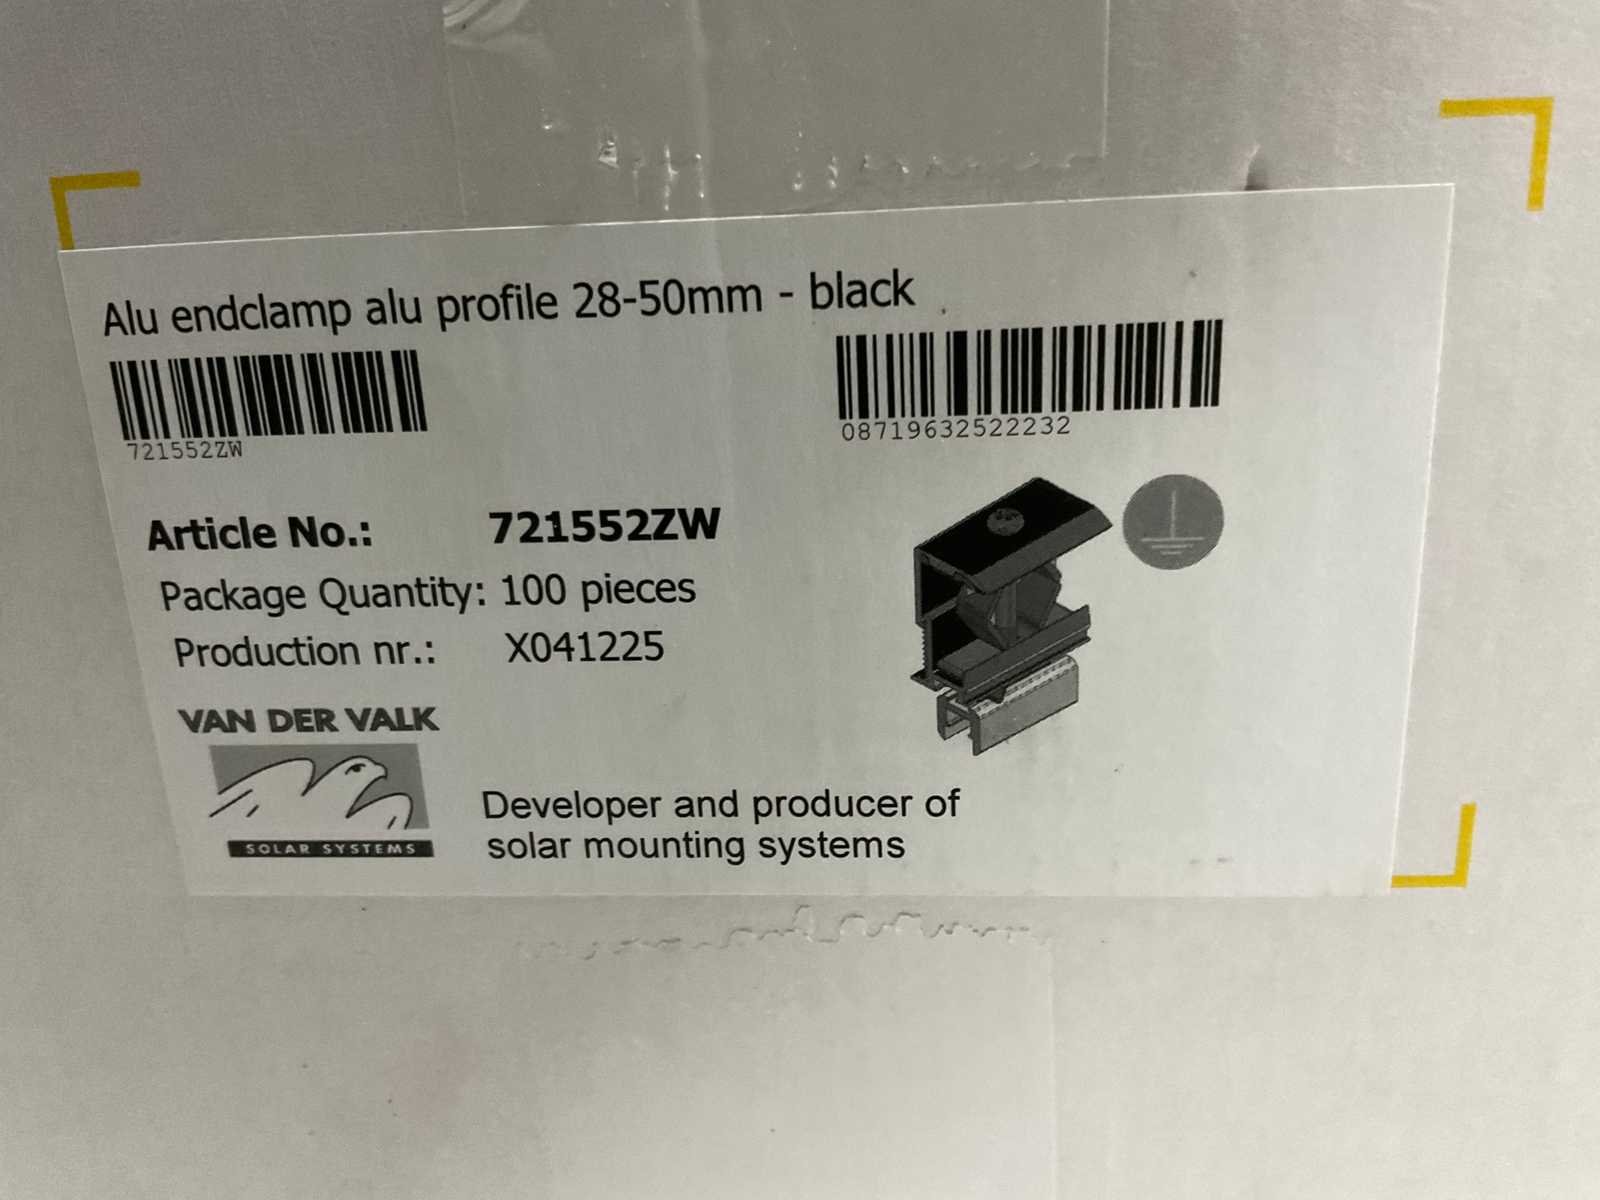 Alu endclamp alu profile 28-50mm - black
721552ZW
08719632522232
Article No.: 721552ZW
Package Quantity: 100 pieces
Production nr.: X041225
VAN DER VALK
SOLAR SYSTEMS
Developer and producer of
solar mounting systems